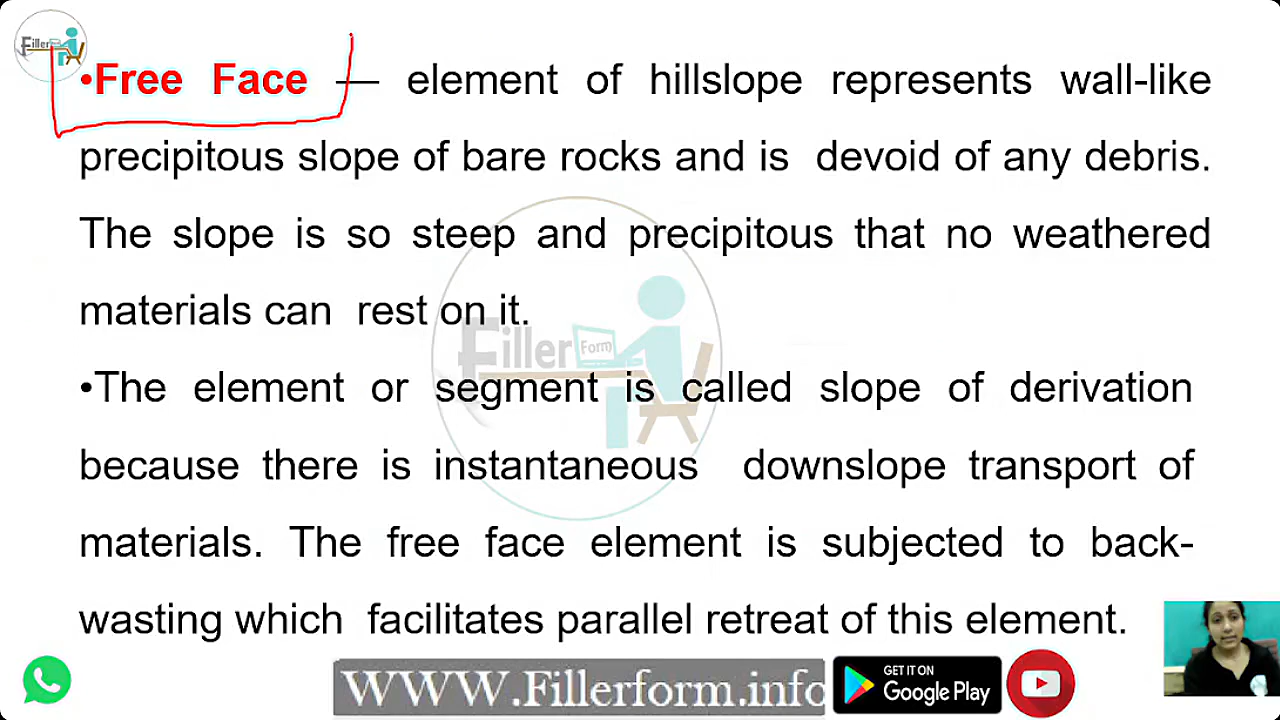 Filler
•Free Face — element of hillslope represents wall-like
precipitous slope of bare rocks and is devoid of any debris.
The slope is so steep and precipitous that no weathered
materials can rest on it.
Filler Form
•The element or segment is called slope of derivation
because there is instantaneous downslope transport of
materials. The free face element is subjected to back-
wasting which facilitates parallel retreat of this element.
WWW.Fillerform.info
GET IT ON
Google Play